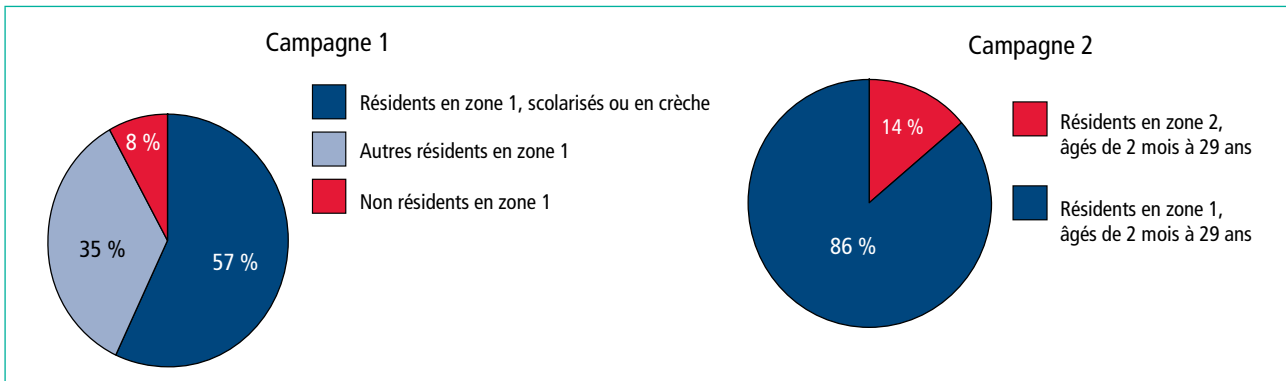 Campagne 1
Résidents en zone 1, scolarisés ou en crèche
Autres résidents en zone 1
Non résidents en zone 1
8 %
35 %
57 %
Campagne 2
Résidents en zone 2,
âgés de 2 mois à 29 ans
Résidents en zone 1,
âgés de 2 mois à 29 ans
14 %
86 %